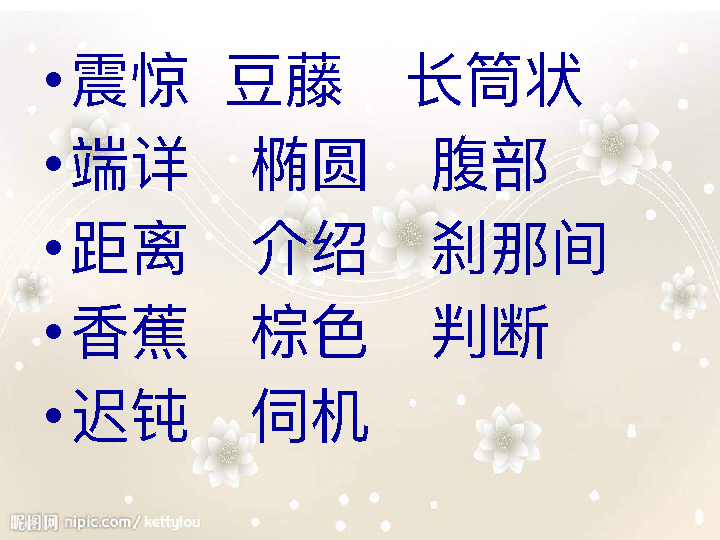 •震惊 豆藤 长筒状
•端详 椭圆 腹部
•距离 介绍 刹那间
•香蕉 棕色 判断
•迟钝 伺机
昵图网 nipic.com/kettylou